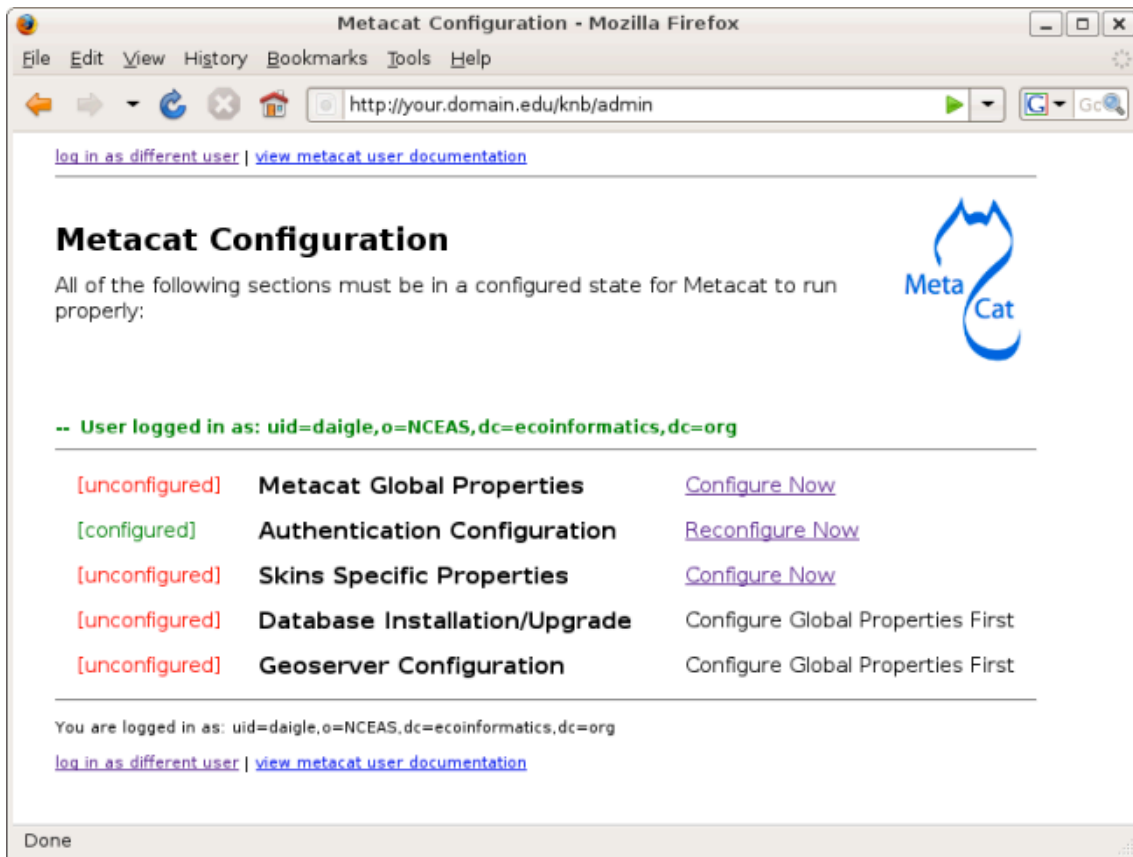 Metacat Configuration - Mozilla Firefox
File Edit View History Bookmarks Tools Help
http://your.domain.edu/knb/admin G Go
log in as different user | view metacat user documentation
Metacat Configuration
All of the following sections must be in a configured state for Metacat to run
properly:
Meta
Cat
-- User logged in as: uid=daigle,o=NCEAS,dc=ecoinformatics,dc=org
[unconfigured] Metacat Global Properties Configure Now
[configured] Authentication Configuration Reconfigure Now
[unconfigured] Skins Specific Properties Configure Now
[unconfigured] Database Installation/Upgrade Configure Global Properties First
[unconfigured] Geoserver Configuration Configure Global Properties First
You are logged in as: uid=daigle,o=NCEAS,dc=ecoinformatics,dc=org
log in as different user | view metacat user documentation
Done